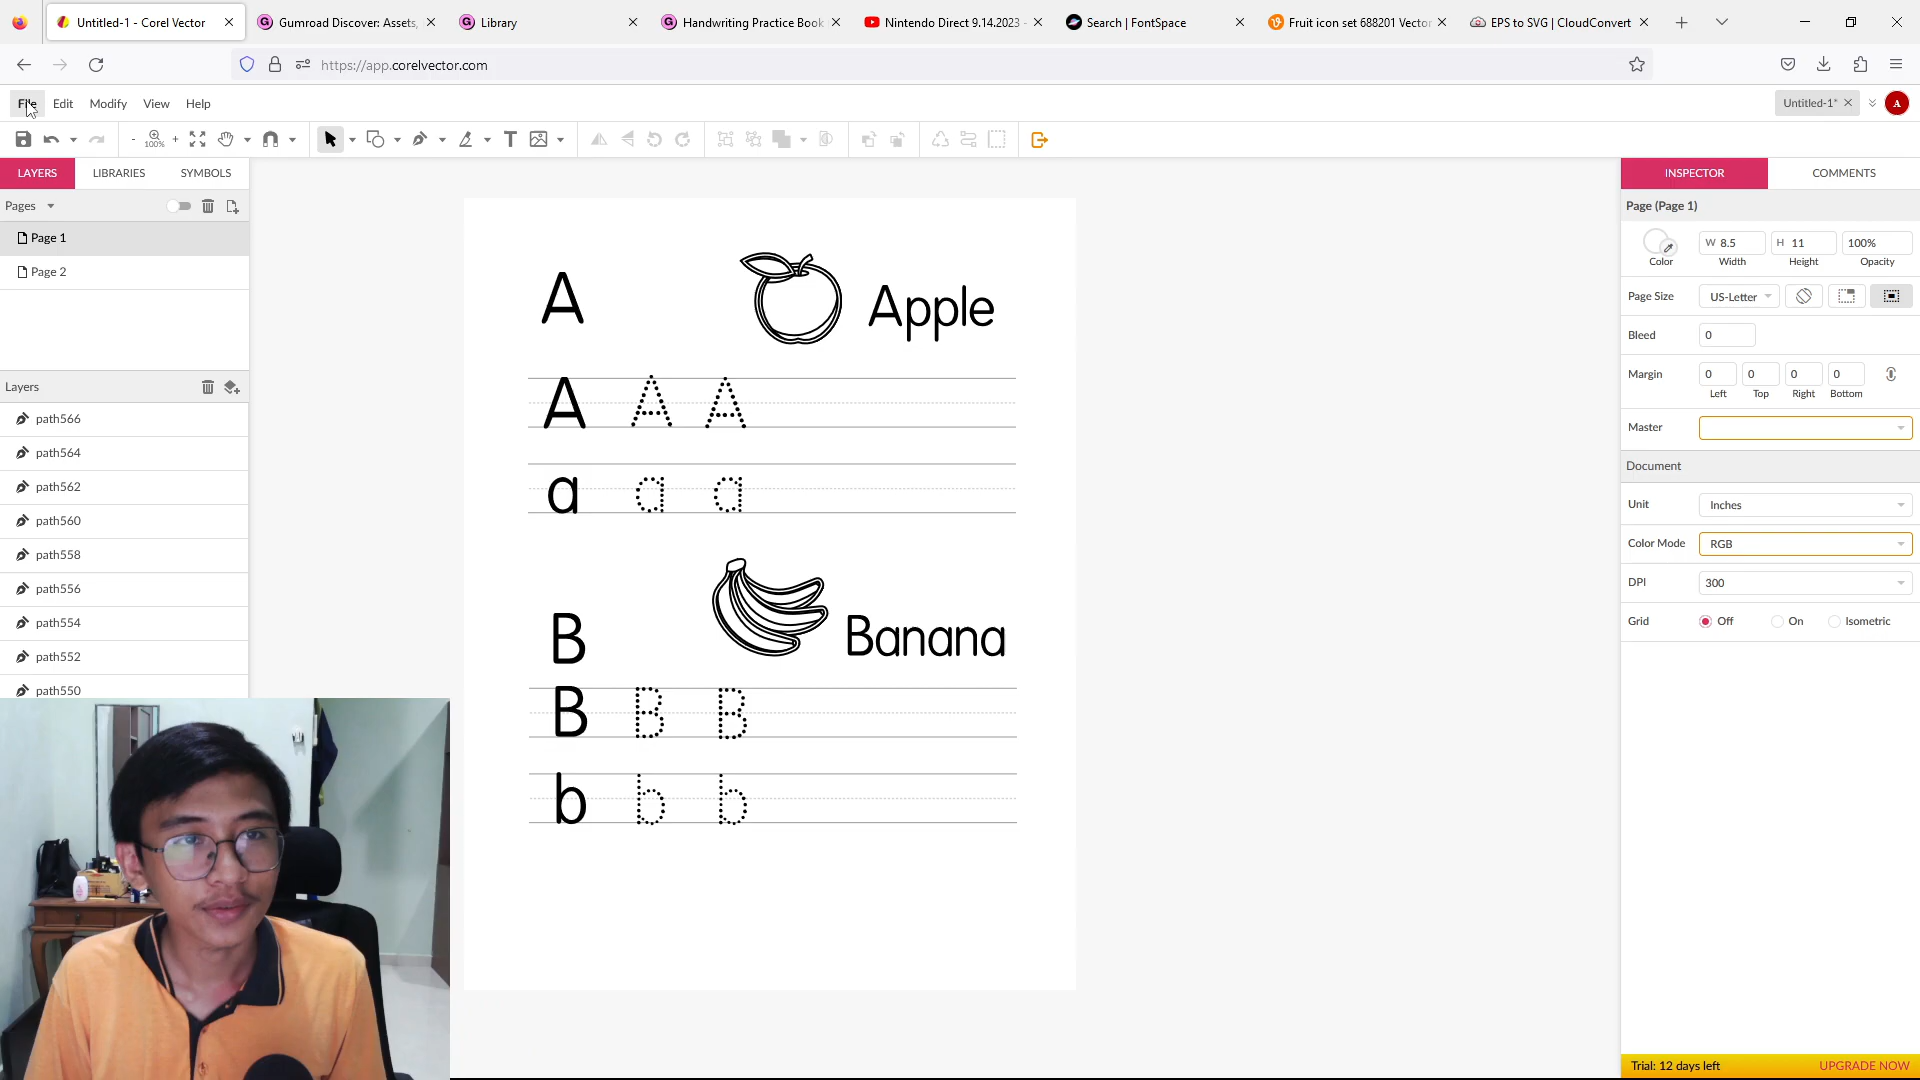 Untitled-1 - Corel Vector
Gumroad Discover: Assets,
Library
Handwriting Practice Book
Nintendo Direct 9.14.2023 -
Search | FontSpace
Fruit icon set 688201 Vector
EPS to SVG | CloudConvert
https://app.corelvector.com
File Edit Modify View Help
Untitled-1*
A
- 100% +
LAYERS LIBRARIES SYMBOLS
INSPECTOR COMMENTS
Pages
Page 1
Page 2
Layers
path566
path564
path562
path560
path558
path556
path554
path552
path550
A Apple
A A A
a a a
B Banana
B B B
b b b
Page (Page 1)
W 8.5 H 11 100%
Color Width Height Opacity
Page Size US-Letter
Bleed 0
Margin 0 0 0 0
Left Top Right Bottom
Master
Document
Unit Inches
Color Mode RGB
DPI 300
Grid Off On Isometric
Trial: 12 days left UPGRADE NOW